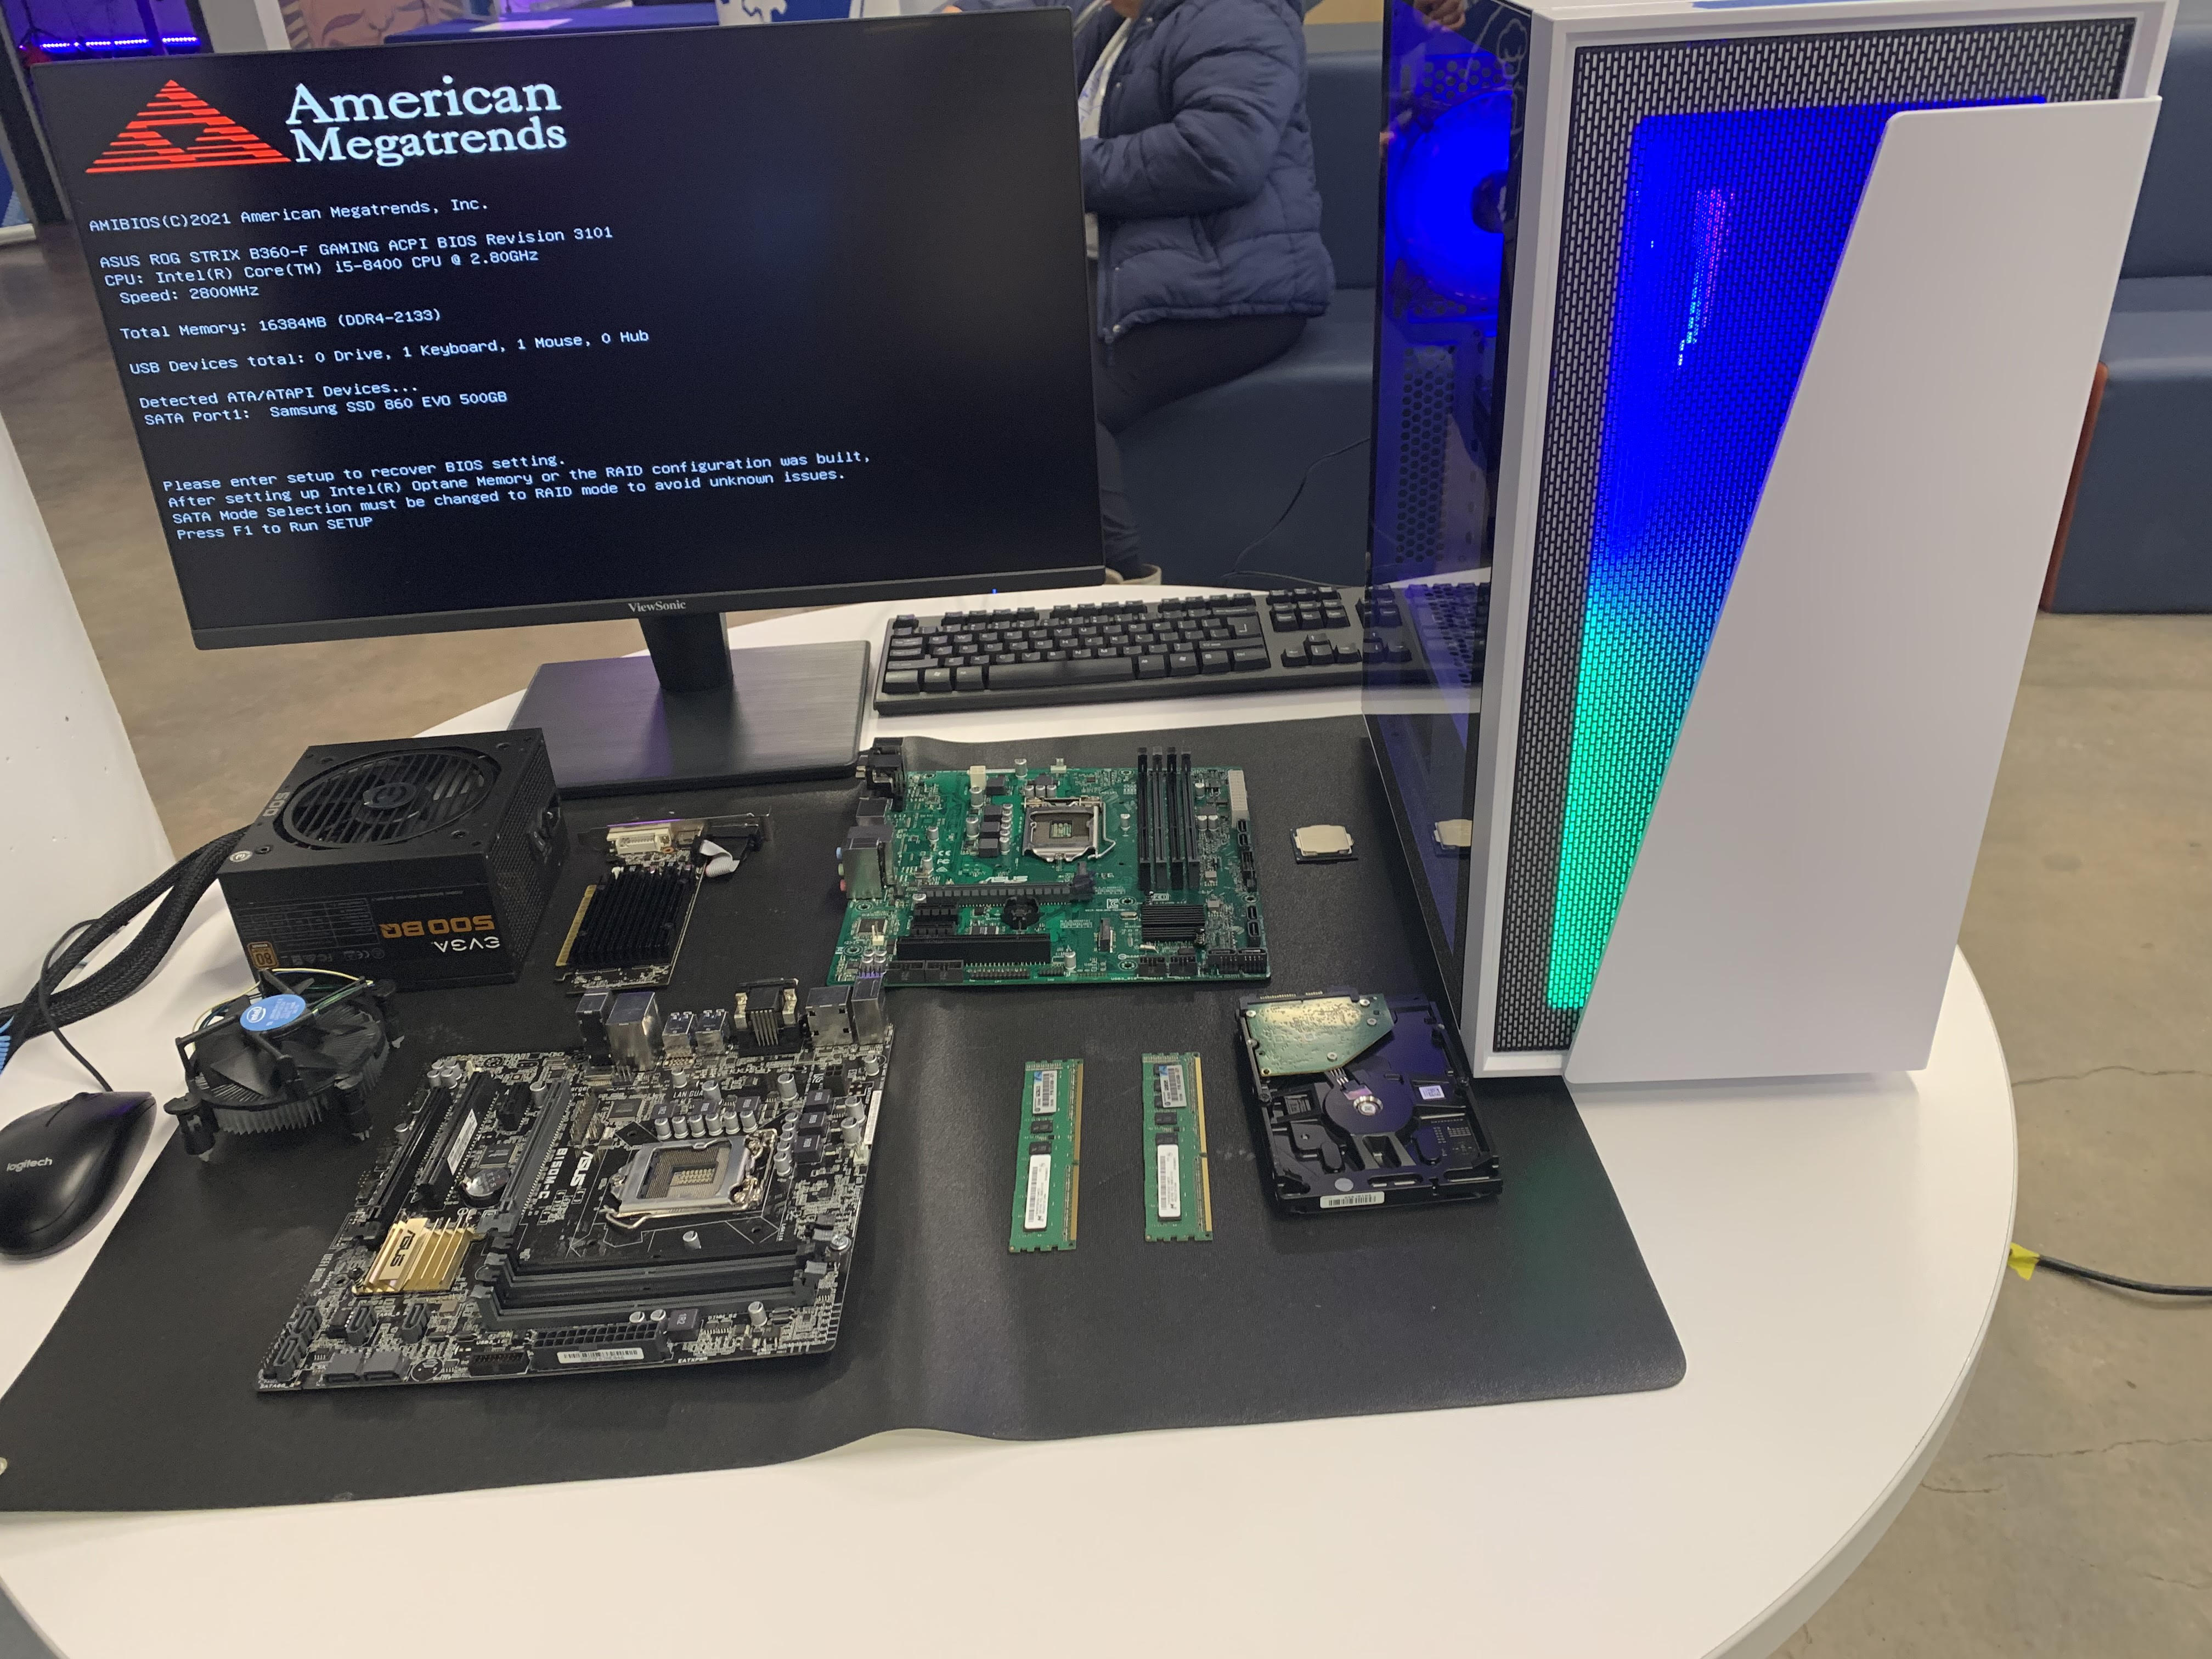 American
Megatrends
AMIBIOS(C)2021 American Megatrends, Inc.
ASUS ROG STRIX B360-F GAMING ACPI BIOS Revision 3101
CPU: Intel(R) Core(TM) i5-8400 CPU @ 2.80GHz
Speed: 2800MHz
Total Memory: 16384MB (DDR4-2133)
USB Devices total: 0 Drive, 1 Keyboard, 1 Mouse, 0 Hub
Detected ATA/ATAPI Devices...
SATA Port1: Samsung SSD 860 EVO 500GB
Please enter setup to recover BIOS setting.
After setting up Intel(R) Optane Memory or the RAID configuration was built,
SATA Mode Selection must be changed to RAID mode to avoid unknown issues.
Press F1 to Run SETUP
ViewSonic
EVGA
500 BQ
80
intel
logitech
ASUS
B150M-C
ASUS
EATXPWR